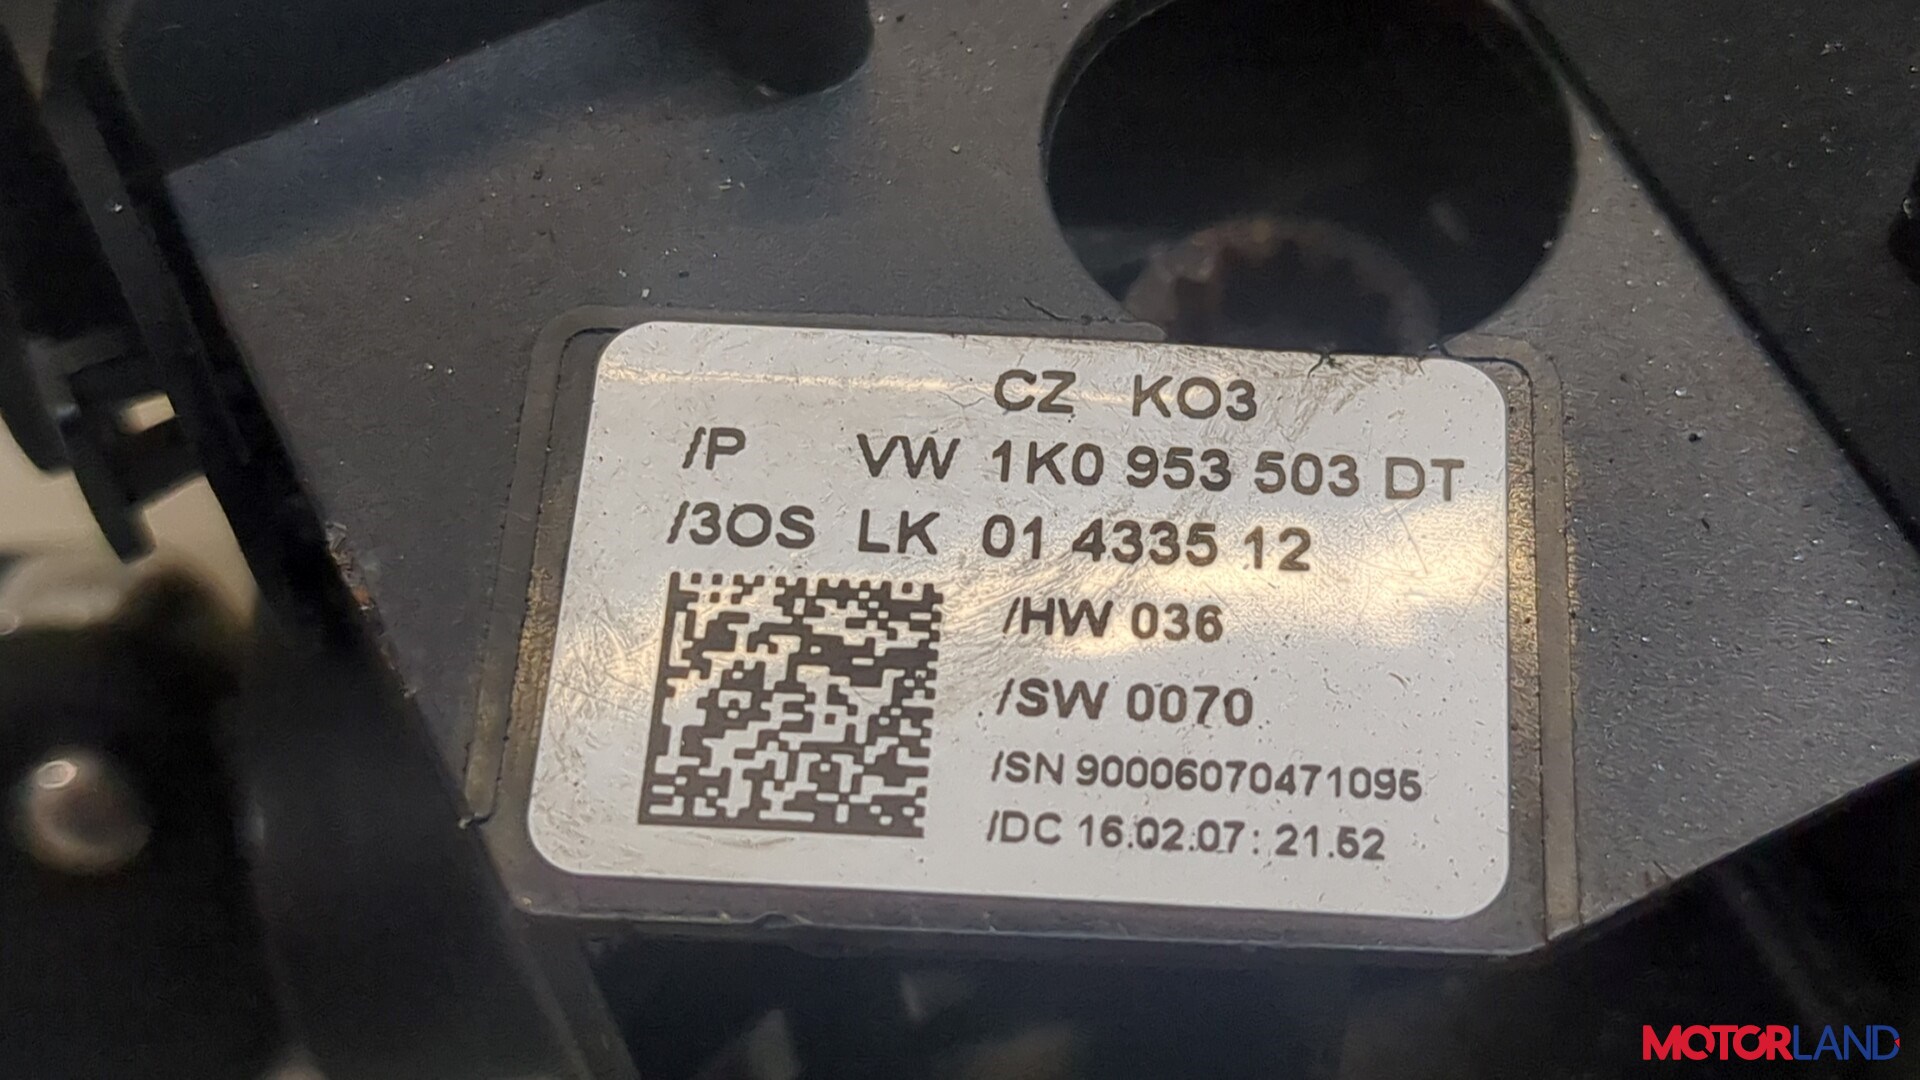 CZ KO3
/P VW 1K0 953 503 DT
/3OS LK 01 4335 12
/HW 036
/SW 0070
/SN 90006070471095
/DC 16.02.07: 21.52
MOTORLAND